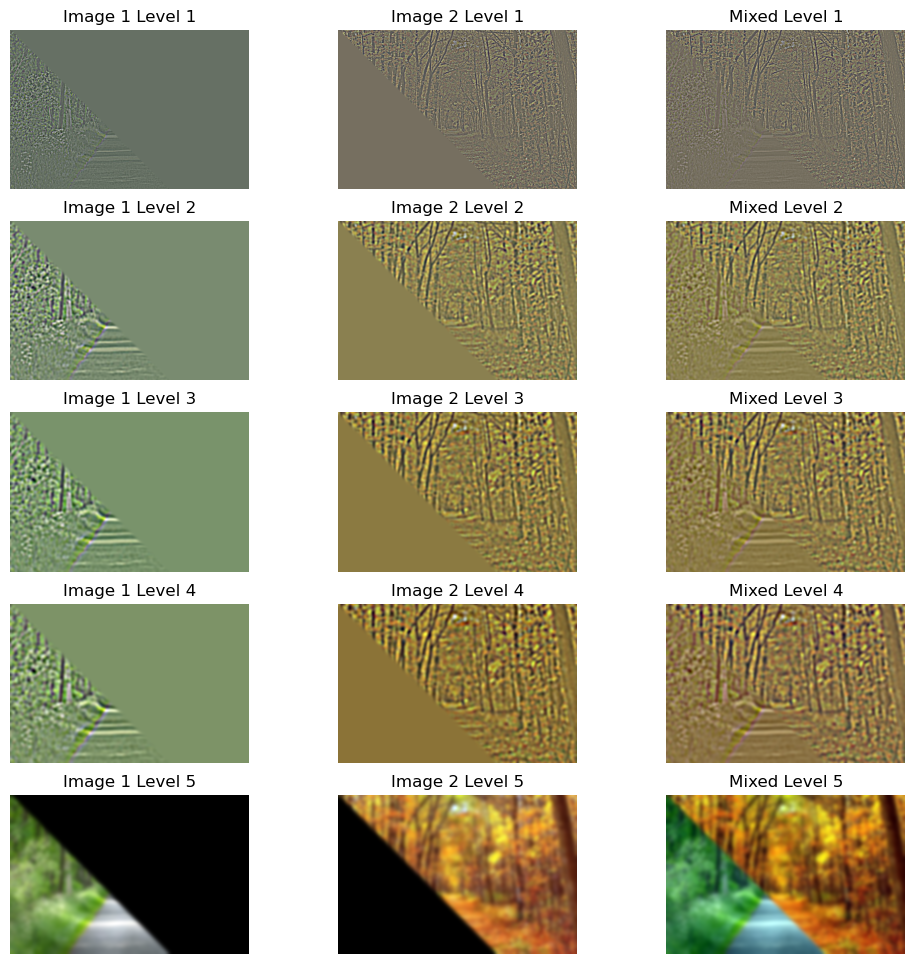 Image 1 Level 1
Image 2 Level 1
Mixed Level 1
Image 1 Level 2
Image 2 Level 2
Mixed Level 2
Image 1 Level 3
Image 2 Level 3
Mixed Level 3
Image 1 Level 4
Image 2 Level 4
Mixed Level 4
Image 1 Level 5
Image 2 Level 5
Mixed Level 5